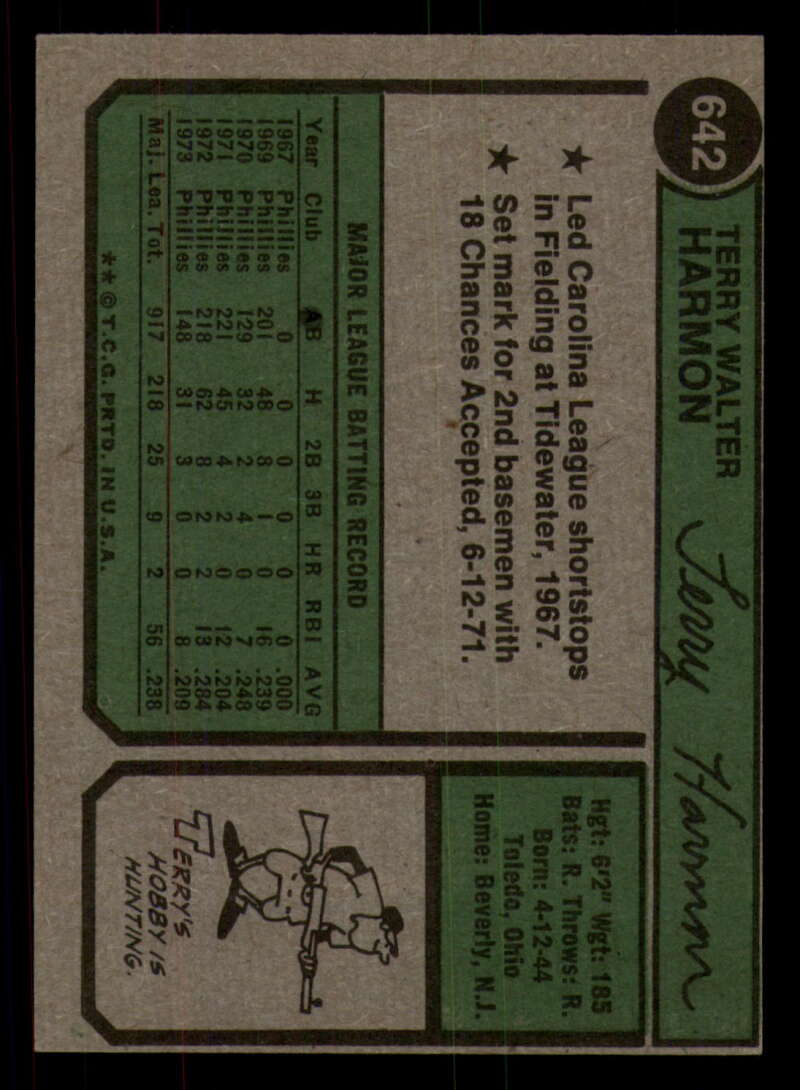 642
TERRY WALTER
HARMON
Terry Harmon
★ Led Carolina League shortstops
in Fielding at Tidewater, 1967.
★ Set mark for 2nd basemen with
18 Chances Accepted, 6-12-71.
MAJOR LEAGUE BATTING RECORD
Year Club AB H 2B 3B HR RBI AVG
1967 Phillies 0 0 0 0 0 0 .000
1969 Phillies 201 48 8 1 0 16 .239
1970 Phillies 129 32 2 4 0 7 .248
1971 Phillies 221 45 4 2 0 12 .204
1972 Phillies 218 62 8 2 2 13 .284
1973 Phillies 148 31 3 0 0 8 .209
Maj. Lea. Tot. 917 218 25 9 2 56 .238
**©T.C.G. PRTD. IN U.S.A.
Hgt: 6'2" Wgt: 185
Bats: R. Throws: R.
Born: 4-12-44
Toledo, Ohio
Home: Beverly, N.J.
TERRY'S
HOBBY IS
HUNTING.